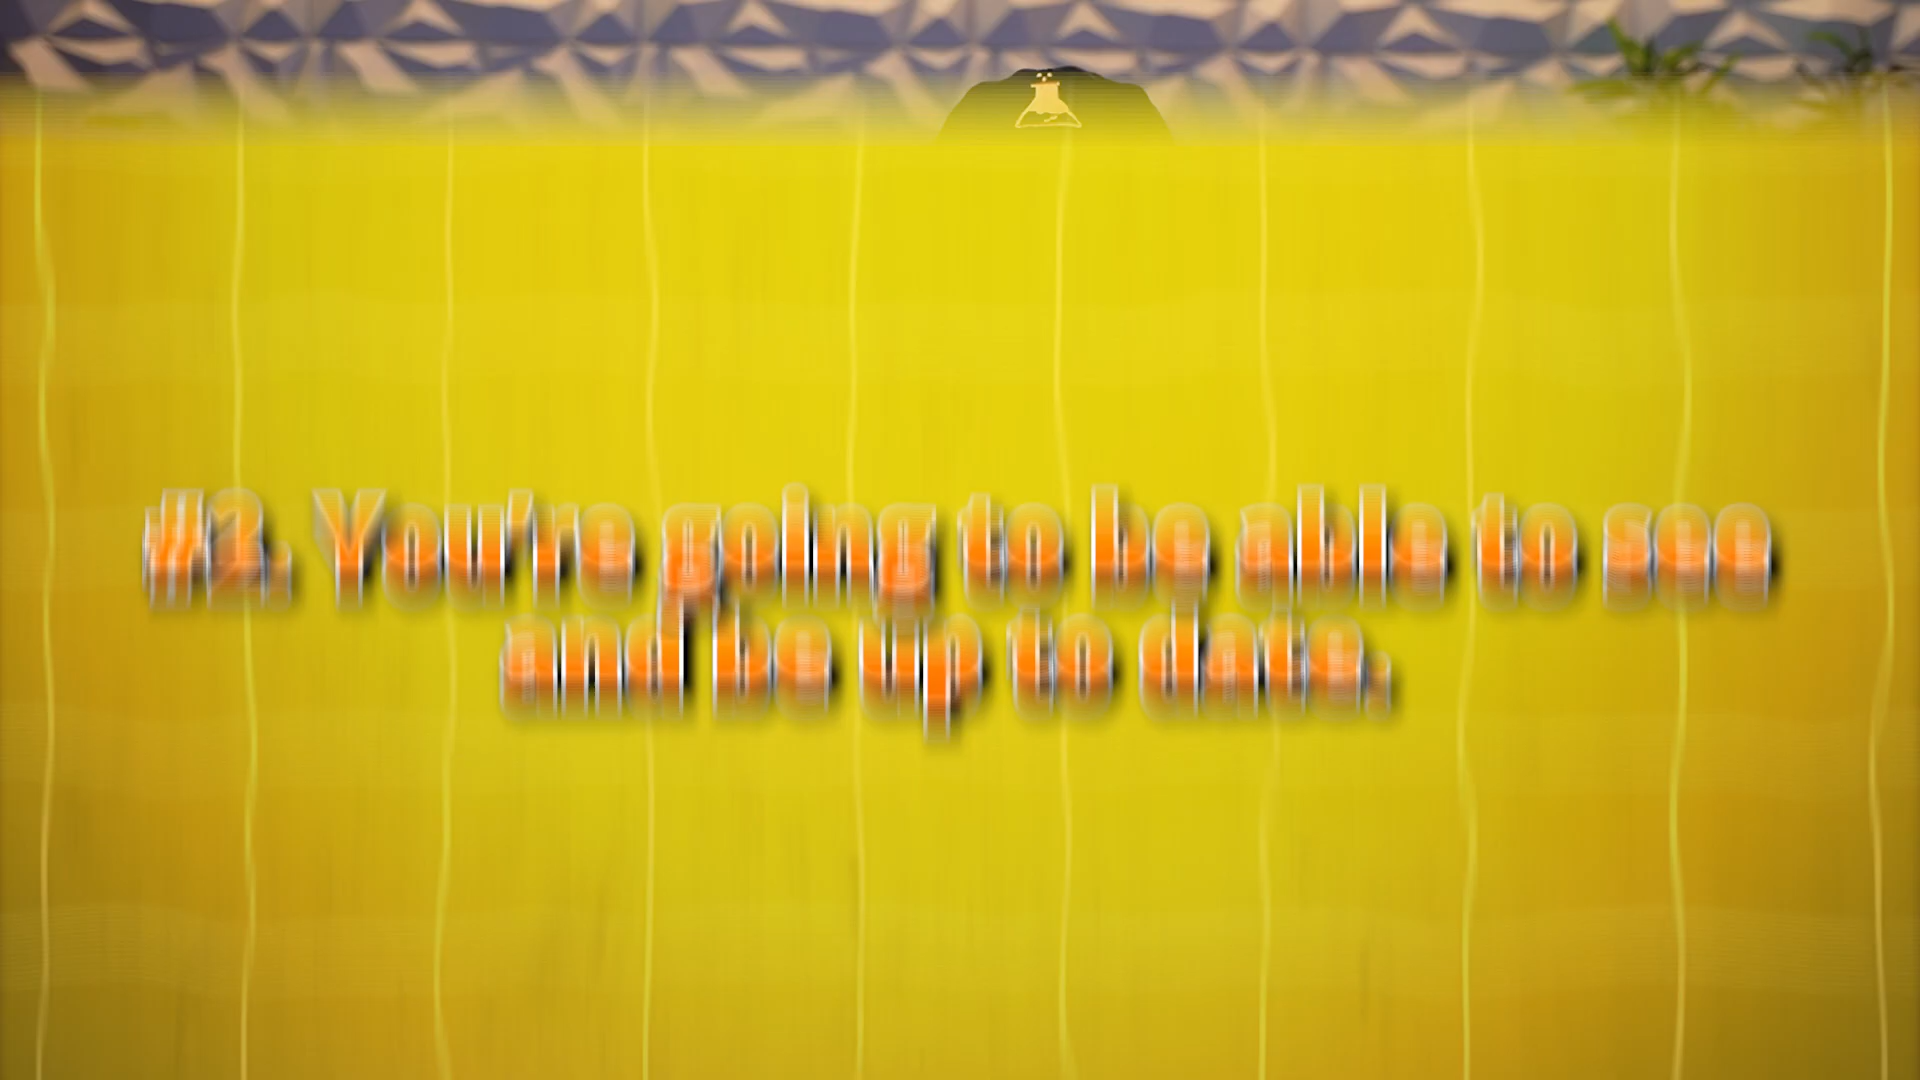 #2. You're going to be able to see
and be up to date.